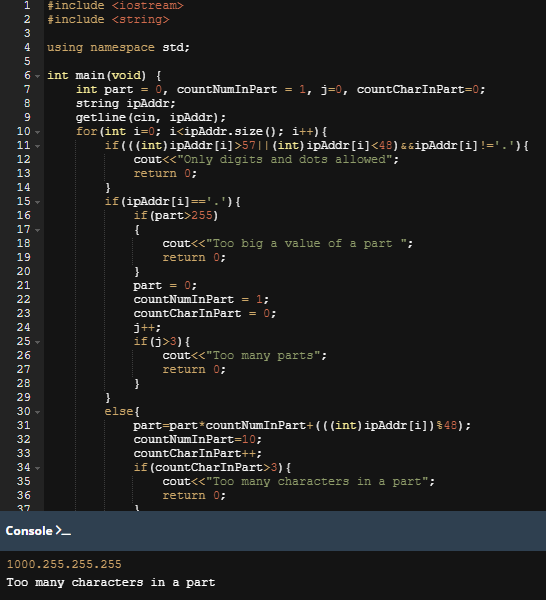 1 #include <iostream>
2 #include <string>
3
4 using namespace std;
5
6 int main(void) {
7 int part = 0, countNumInPart = 1, j=0, countCharInPart=0;
8 string ipAddr;
9 getline(cin, ipAddr);
10 for(int i=0; i<ipAddr.size(); i++){
11 if(((int)ipAddr[i]>57||(int)ipAddr[i]<48)&&ipAddr[i]!='.'){
12 cout<<"Only digits and dots allowed";
13 return 0;
14 }
15 if(ipAddr[i]=='.'){
16 if(part>255)
17 {
18 cout<<"Too big a value of a part ";
19 return 0;
20 }
21 part = 0;
22 countNumInPart = 1;
23 countCharInPart = 0;
24 j++;
25 if(j>3){
26 cout<<"Too many parts";
27 return 0;
28 }
29 }
30 else{
31 part=part*countNumInPart+(((int)ipAddr[i])%48);
32 countNumInPart=10;
33 countCharInPart++;
34 if(countCharInPart>3){
35 cout<<"Too many characters in a part";
36 return 0;
37 }
Console >_
1000.255.255.255
Too many characters in a part